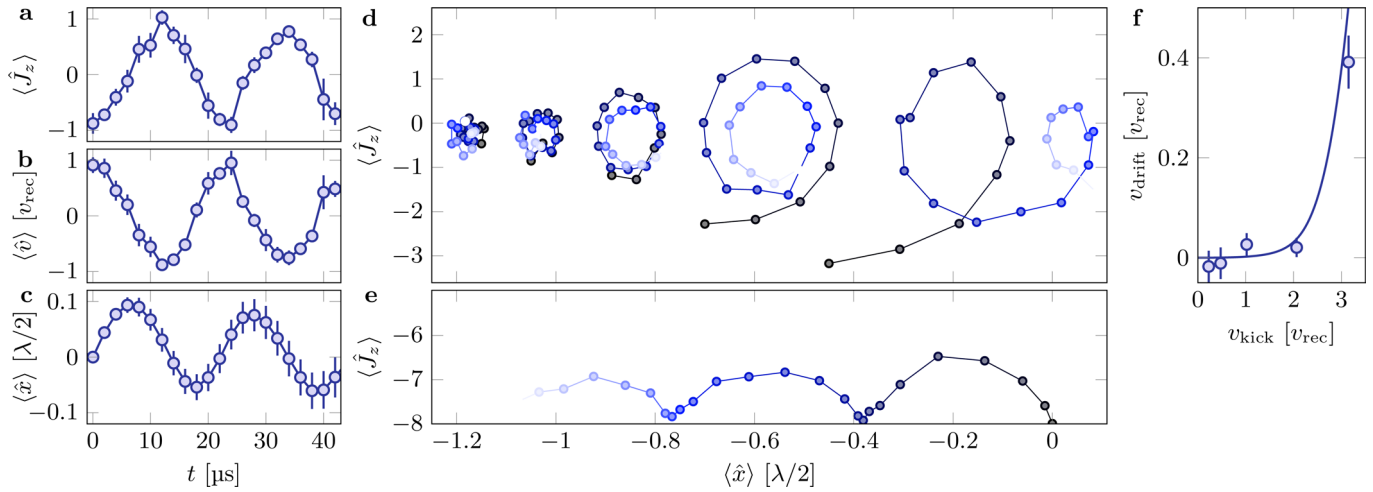 a
1
0
−1
⟨Ĵz⟩
b
1
0
−1
⟨v̂⟩ [vrec]
c
0.1
0
−0.1
⟨x̂⟩ [λ/2]
0
10
20
30
40
t [µs]
d
2
1
0
−1
−2
−3
⟨Ĵz⟩
e
−6
−7
−8
⟨Ĵz⟩
−1.2
−1
−0.8
−0.6
−0.4
−0.2
0
⟨x̂⟩ [λ/2]
f
0.4
0.2
0
vdrift [vrec]
0
1
2
3
vkick [vrec]